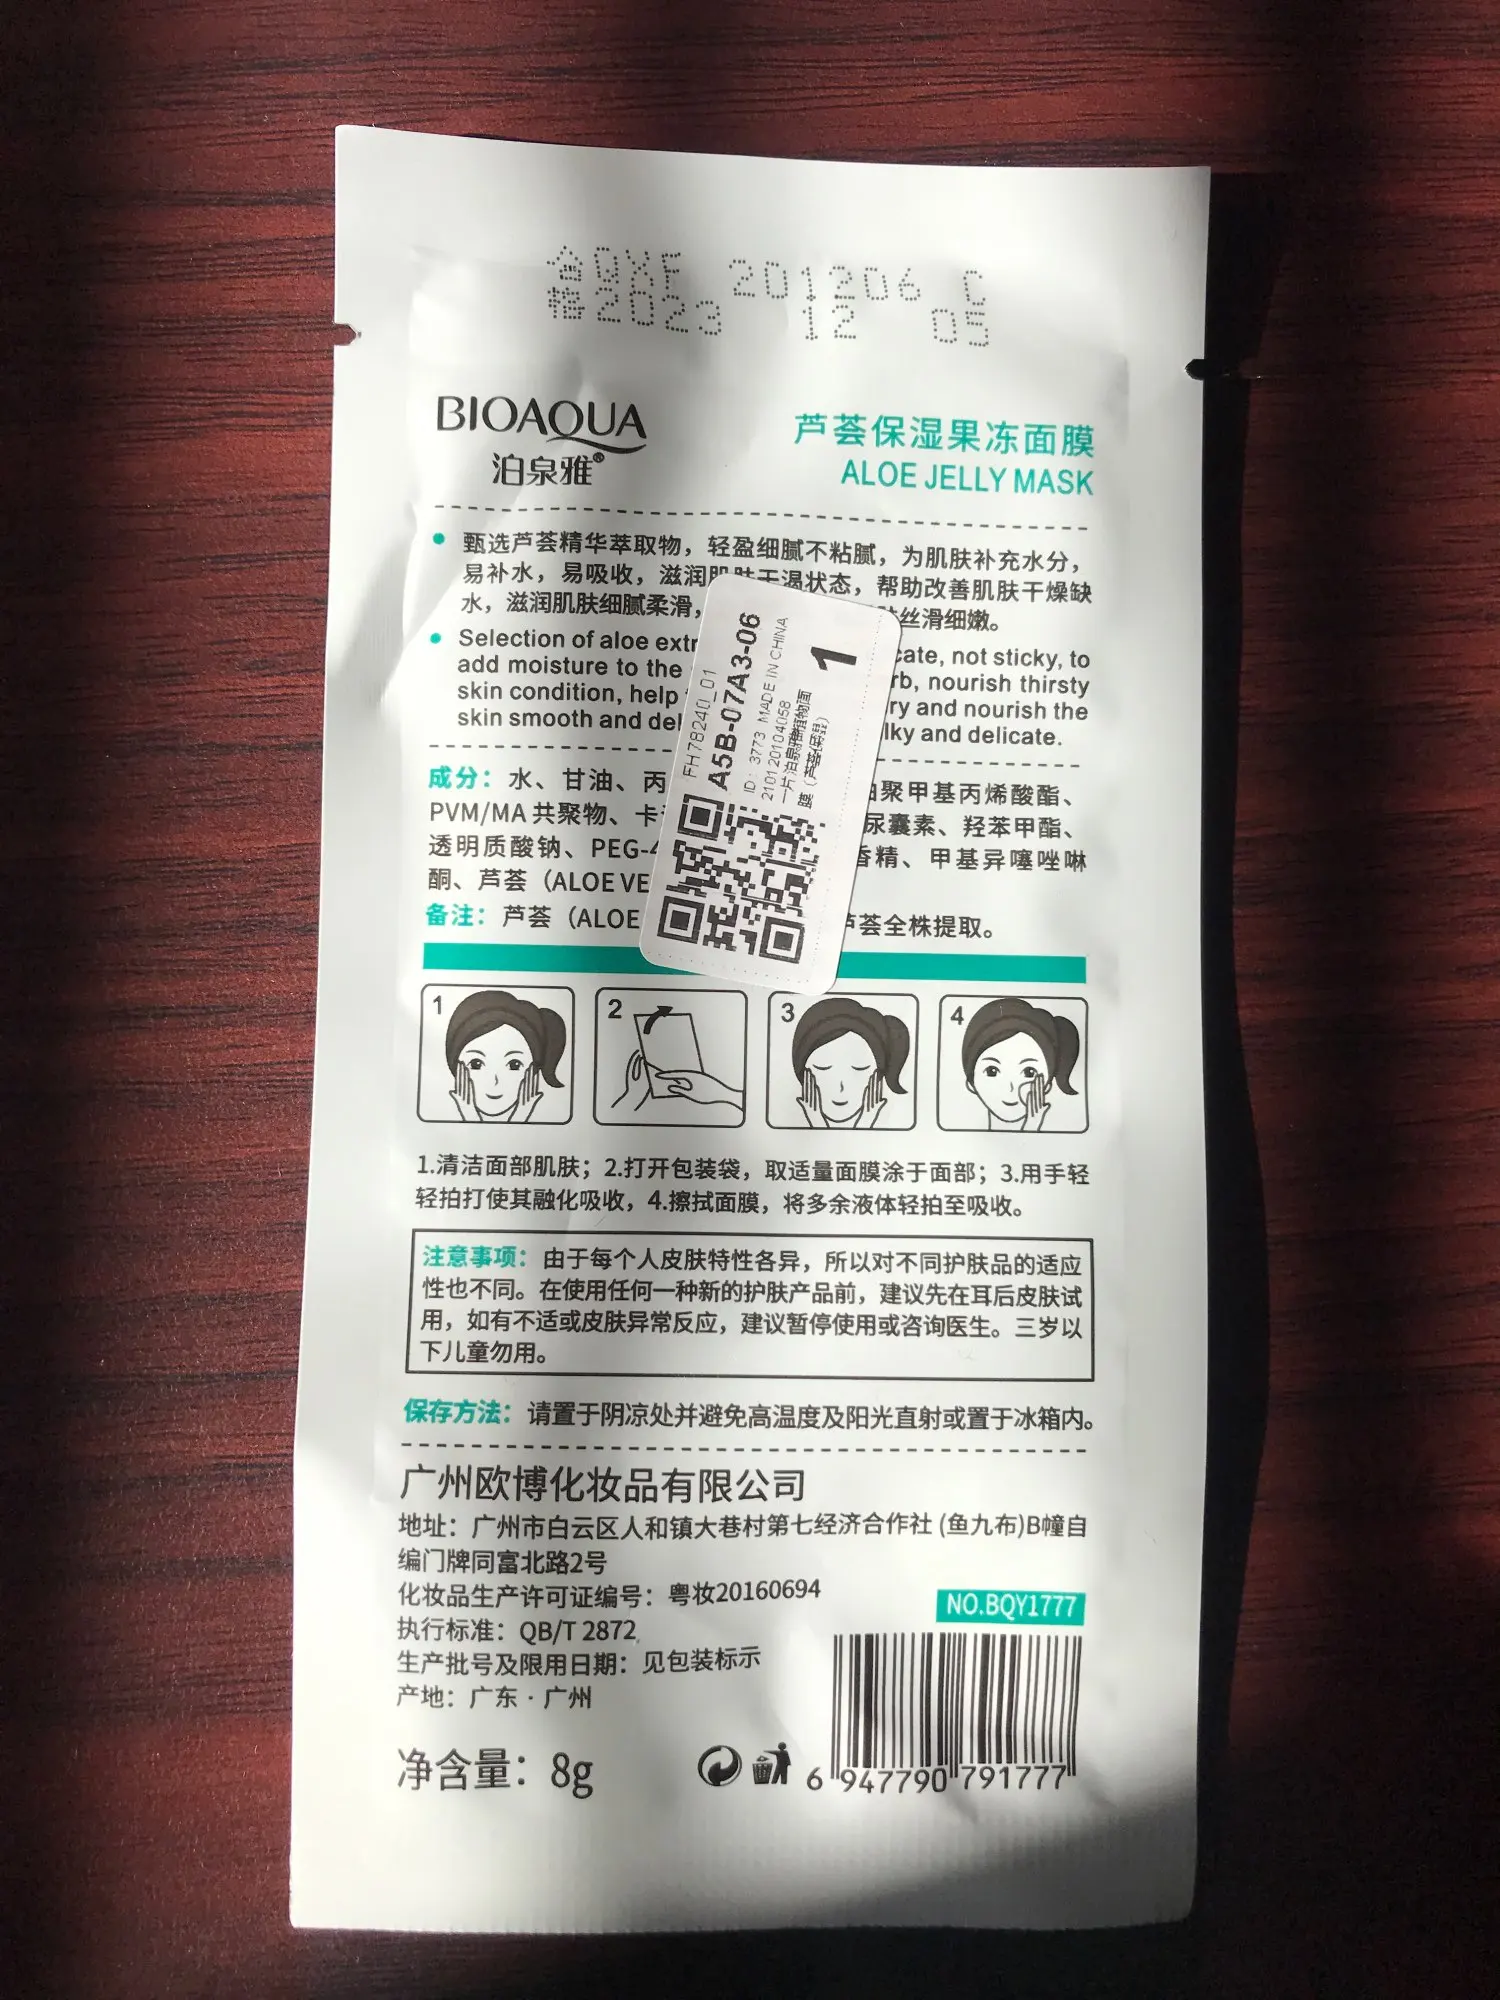 合QXF 201206 C
格2023 12 05
BIOAQUA
泊泉雅®
芦荟保湿果冻面膜
ALOE JELLY MASK
甄选芦荟精华萃取物，轻盈细腻不粘腻，为肌肤补充水分，
易补水，易吸收，滋润肌肤干渴状态，帮助改善肌肤干燥缺
水，滋润肌肤细腻柔滑， 丝滑细嫩。
Selection of aloe not sticky, to
add moisture to the nourish thirsty
skin condition, help and nourish the
skin smooth and and delicate.
成分：水、甘油、丙 聚甲基丙烯酸酯、
PVM/MA 共聚物、卡 尿囊素、羟苯甲酯、
透明质酸钠、PEG-4 香精、甲基异噻唑啉
酮、芦荟（ALOE VE
备注：芦荟（ALOE 芦荟全株提取。
FH78240_01
A5B-07A3-06
ID: 3773 MADE IN CHINA
210120104058
一片泊泉雅植物面
膜（芦荟保湿）
1
1
2
3
4
1.清洁面部肌肤；2.打开包装袋，取适量面膜涂于面部；3.用手轻
轻拍打使其融化吸收，4.擦拭面膜，将多余液体轻拍至吸收。
注意事项：由于每个人皮肤特性各异，所以对不同护肤品的适应
性也不同。在使用任何一种新的护肤产品前，建议先在耳后皮肤试
用，如有不适或皮肤异常反应，建议暂停使用或咨询医生。三岁以
下儿童勿用。
保存方法：请置于阴凉处并避免高温度及阳光直射或置于冰箱内。
广州欧博化妆品有限公司
地址：广州市白云区人和镇大巷村第七经济合作社 (鱼九布)B幢自
编门牌同富北路2号
化妆品生产许可证编号：粤妆20160694
执行标准：QB/T 2872
生产批号及限用日期：见包装标示
产地：广东 · 广州
净含量：8g
NO.BQY1777
6 947790 791777